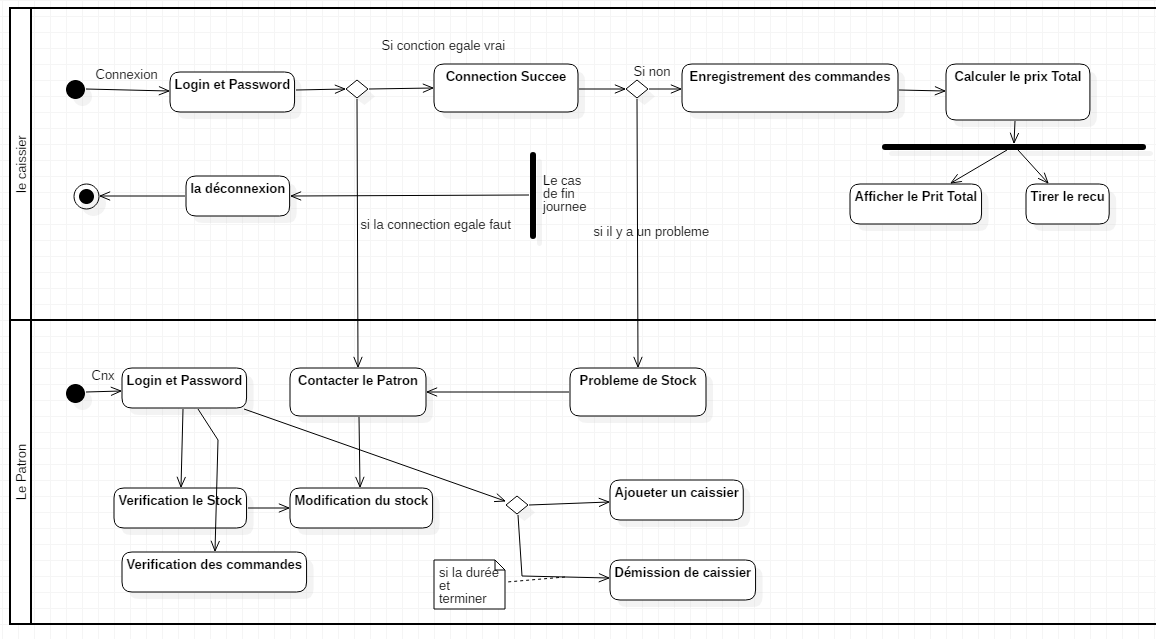 le caissier
Si conction egale vrai
Connexion
Login et Password
Connection Succee
Si non
Enregistrement des commandes
Calculer le prix Total
la déconnexion
Le cas
de fin
journee
Afficher le Prit Total
Tirer le recu
si la connection egale faut
si il y a un probleme
Le Patron
Cnx
Login et Password
Contacter le Patron
Probleme de Stock
Verification le Stock
Modification du stock
Ajoueter un caissier
Verification des commandes
si la durée
et
terminer
Démission de caissier